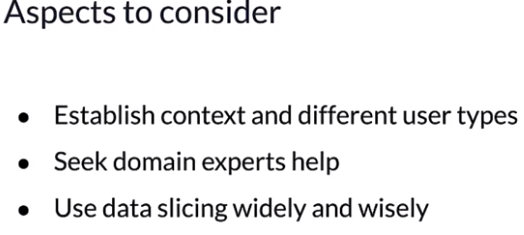 Aspects to consider
● Establish context and different user types
● Seek domain experts help
● Use data slicing widely and wisely